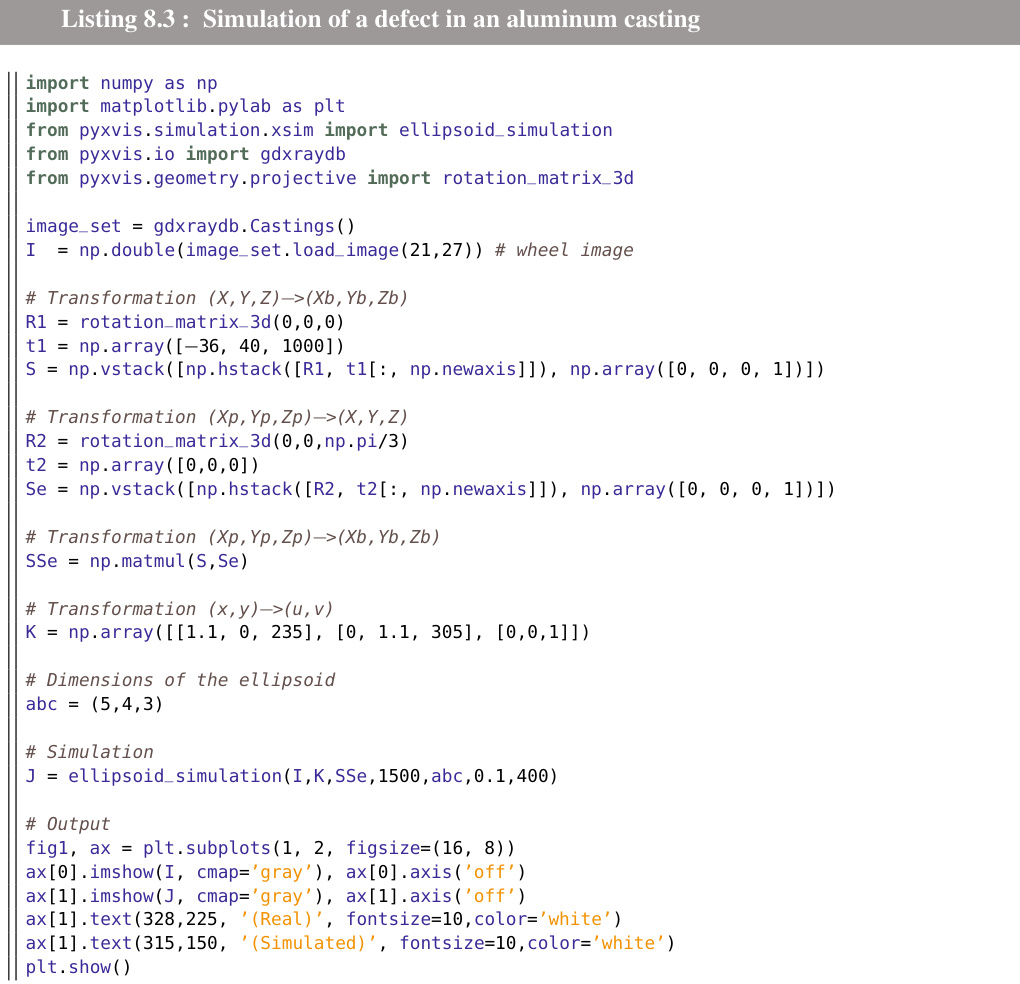 Listing 8.3 : Simulation of a defect in an aluminum casting
import numpy as np
import matplotlib.pylab as plt
from pyxvis.simulation.xsim import ellipsoid_simulation
from pyxvis.io import gdxraydb
from pyxvis.geometry.projective import rotation_matrix_3d
image_set = gdxraydb.Castings()
I  = np.double(image_set.load_image(21,27)) # wheel image
# Transformation (X,Y,Z)—>(Xb,Yb,Zb)
R1 = rotation_matrix_3d(0,0,0)
t1 = np.array([−36, 40, 1000])
S = np.vstack([np.hstack([R1, t1[:, np.newaxis]]), np.array([0, 0, 0, 1])])
# Transformation (Xp,Yp,Zp)—>(X,Y,Z)
R2 = rotation_matrix_3d(0,0,np.pi/3)
t2 = np.array([0,0,0])
Se = np.vstack([np.hstack([R2, t2[:, np.newaxis]]), np.array([0, 0, 0, 1])])
# Transformation (Xp,Yp,Zp)—>(Xb,Yb,Zb)
SSe = np.matmul(S,Se)
# Transformation (x,y)—>(u,v)
K = np.array([[1.1, 0, 235], [0, 1.1, 305], [0,0,1]])
# Dimensions of the ellipsoid
abc = (5,4,3)
# Simulation
J = ellipsoid_simulation(I,K,SSe,1500,abc,0.1,400)
# Output
fig1, ax = plt.subplots(1, 2, figsize=(16, 8))
ax[0].imshow(I, cmap=’gray’), ax[0].axis(’off’)
ax[1].imshow(J, cmap=’gray’), ax[1].axis(’off’)
ax[1].text(328,225, ’(Real)’, fontsize=10,color=’white’)
ax[1].text(315,150, ’(Simulated)’, fontsize=10,color=’white’)
plt.show()